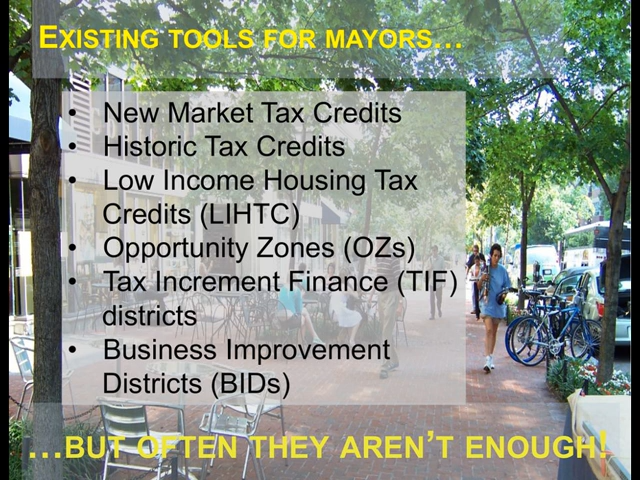 EXISTING TOOLS FOR MAYORS…
• New Market Tax Credits
• Historic Tax Credits
• Low Income Housing Tax
Credits (LIHTC)
• Opportunity Zones (OZs)
• Tax Increment Finance (TIF)
districts
• Business Improvement
Districts (BIDs)
…BUT OFTEN THEY AREN’T ENOUGH!